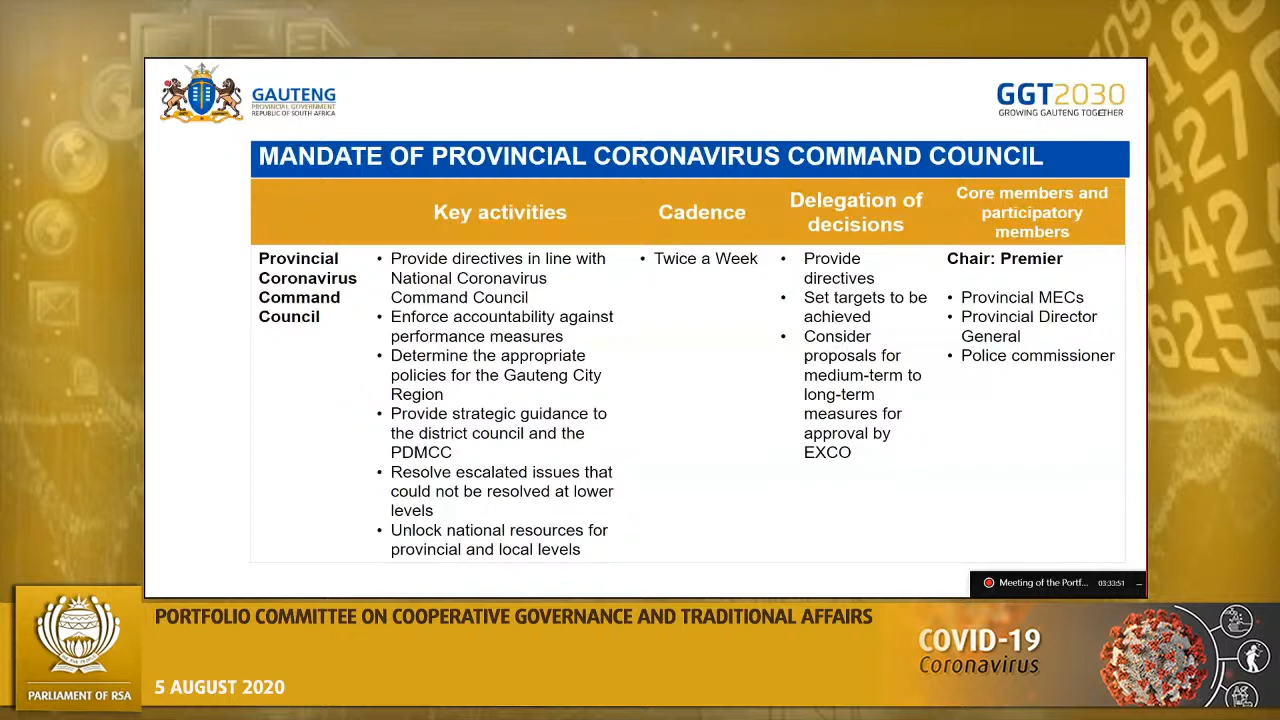 GAUTENG
PROVINCIAL GOVERNMENT
REPUBLIC OF SOUTH AFRICA
GGT2030
GROWING GAUTENG TOGETHER
MANDATE OF PROVINCIAL CORONAVIRUS COMMAND COUNCIL
Key activities
Cadence
Delegation of
decisions
Core members and
participatory
members
Provincial
Coronavirus
Command
Council
• Provide directives in line with
National Coronavirus
Command Council
• Enforce accountability against
performance measures
• Determine the appropriate
policies for the Gauteng City
Region
• Provide strategic guidance to
the district council and the
PDMCC
• Resolve escalated issues that
could not be resolved at lower
levels
• Unlock national resources for
provincial and local levels
• Twice a Week
• Provide
directives
• Set targets to be
achieved
• Consider
proposals for
medium-term to
long-term
measures for
approval by
EXCO
Chair: Premier
• Provincial MECs
• Provincial Director
General
• Police commissioner
Meeting of the Portf... 03:33:51
PORTFOLIO COMMITTEE ON COOPERATIVE GOVERNANCE AND TRADITIONAL AFFAIRS
COVID-19
Coronavirus
PARLIAMENT OF RSA
5 AUGUST 2020